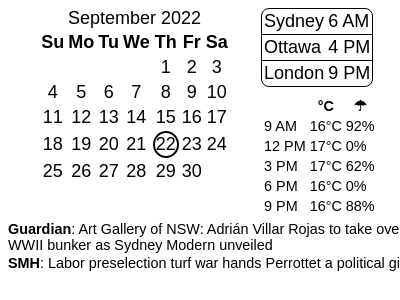 September 2022
Su Mo Tu We Th Fr Sa
1 2 3
4 5 6 7 8 9 10
11 12 13 14 15 16 17
18 19 20 21 22 23 24
25 26 27 28 29 30
Sydney 6 AM
Ottawa 4 PM
London 9 PM
°C ☂
9 AM 16°C 92%
12 PM 17°C 0%
3 PM 17°C 62%
6 PM 16°C 0%
9 PM 16°C 88%
Guardian: Art Gallery of NSW: Adrián Villar Rojas to take ove
WWII bunker as Sydney Modern unveiled
SMH: Labor preselection turf war hands Perrottet a political gi